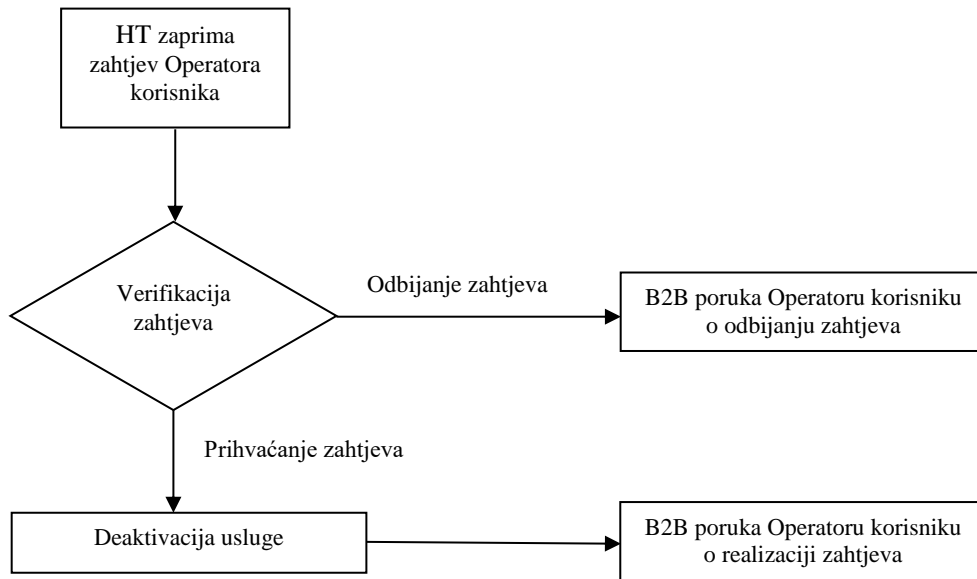 HT zaprima
zahtjev Operatora
korisnika
Verifikacija
zahtjeva
Odbijanje zahtjeva
B2B poruka Operatoru korisniku
o odbijanju zahtjeva
Prihvaćanje zahtjeva
Deaktivacija usluge
B2B poruka Operatoru korisniku
o realizaciji zahtjeva